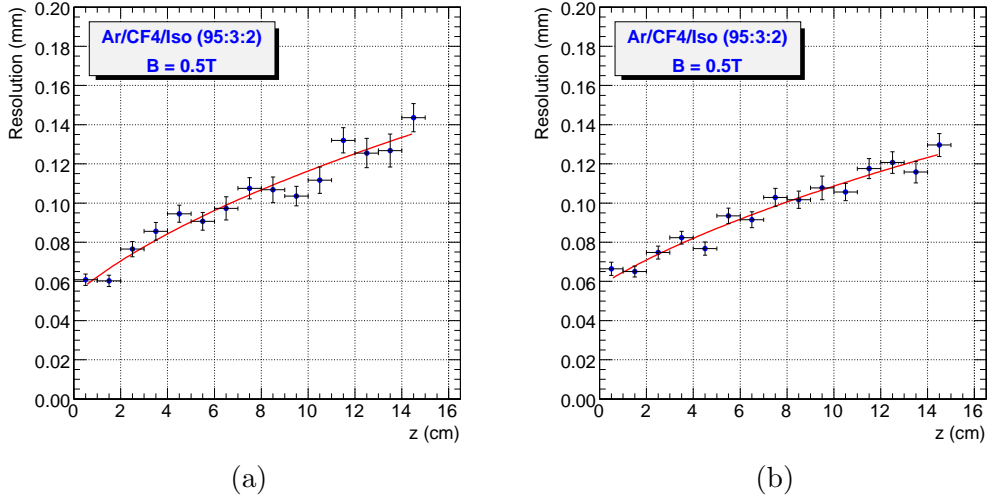 Resolution (mm)
0.20
0.18
0.16
0.14
0.12
0.10
0.08
0.06
0.04
0.02
0.00
Ar/CF4/Iso (95:3:2)
B = 0.5T
0 2 4 6 8 10 12 14 16
z (cm)
(a)
Resolution (mm)
0.20
0.18
0.16
0.14
0.12
0.10
0.08
0.06
0.04
0.02
0.00
Ar/CF4/Iso (95:3:2)
B = 0.5T
0 2 4 6 8 10 12 14 16
z (cm)
(b)